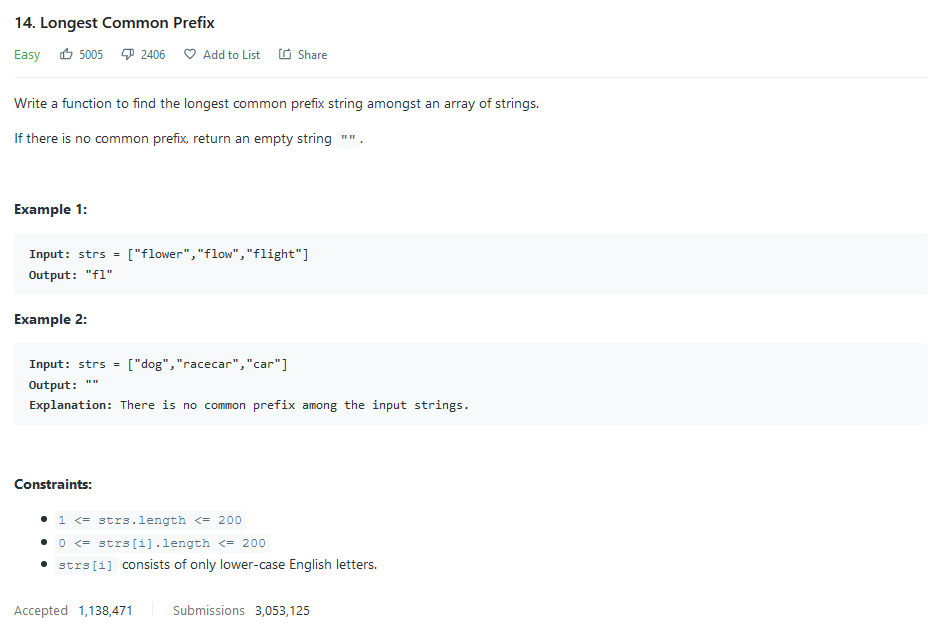 14. Longest Common Prefix
Easy 5005 2406 Add to List Share
Write a function to find the longest common prefix string amongst an array of strings.
If there is no common prefix, return an empty string "".
Example 1:
Input: strs = ["flower","flow","flight"]
Output: "fl"
Example 2:
Input: strs = ["dog","racecar","car"]
Output: ""
Explanation: There is no common prefix among the input strings.
Constraints:
• 1 <= strs.length <= 200
• 0 <= strs[i].length <= 200
• strs[i] consists of only lower-case English letters.
Accepted 1,138,471 Submissions 3,053,125